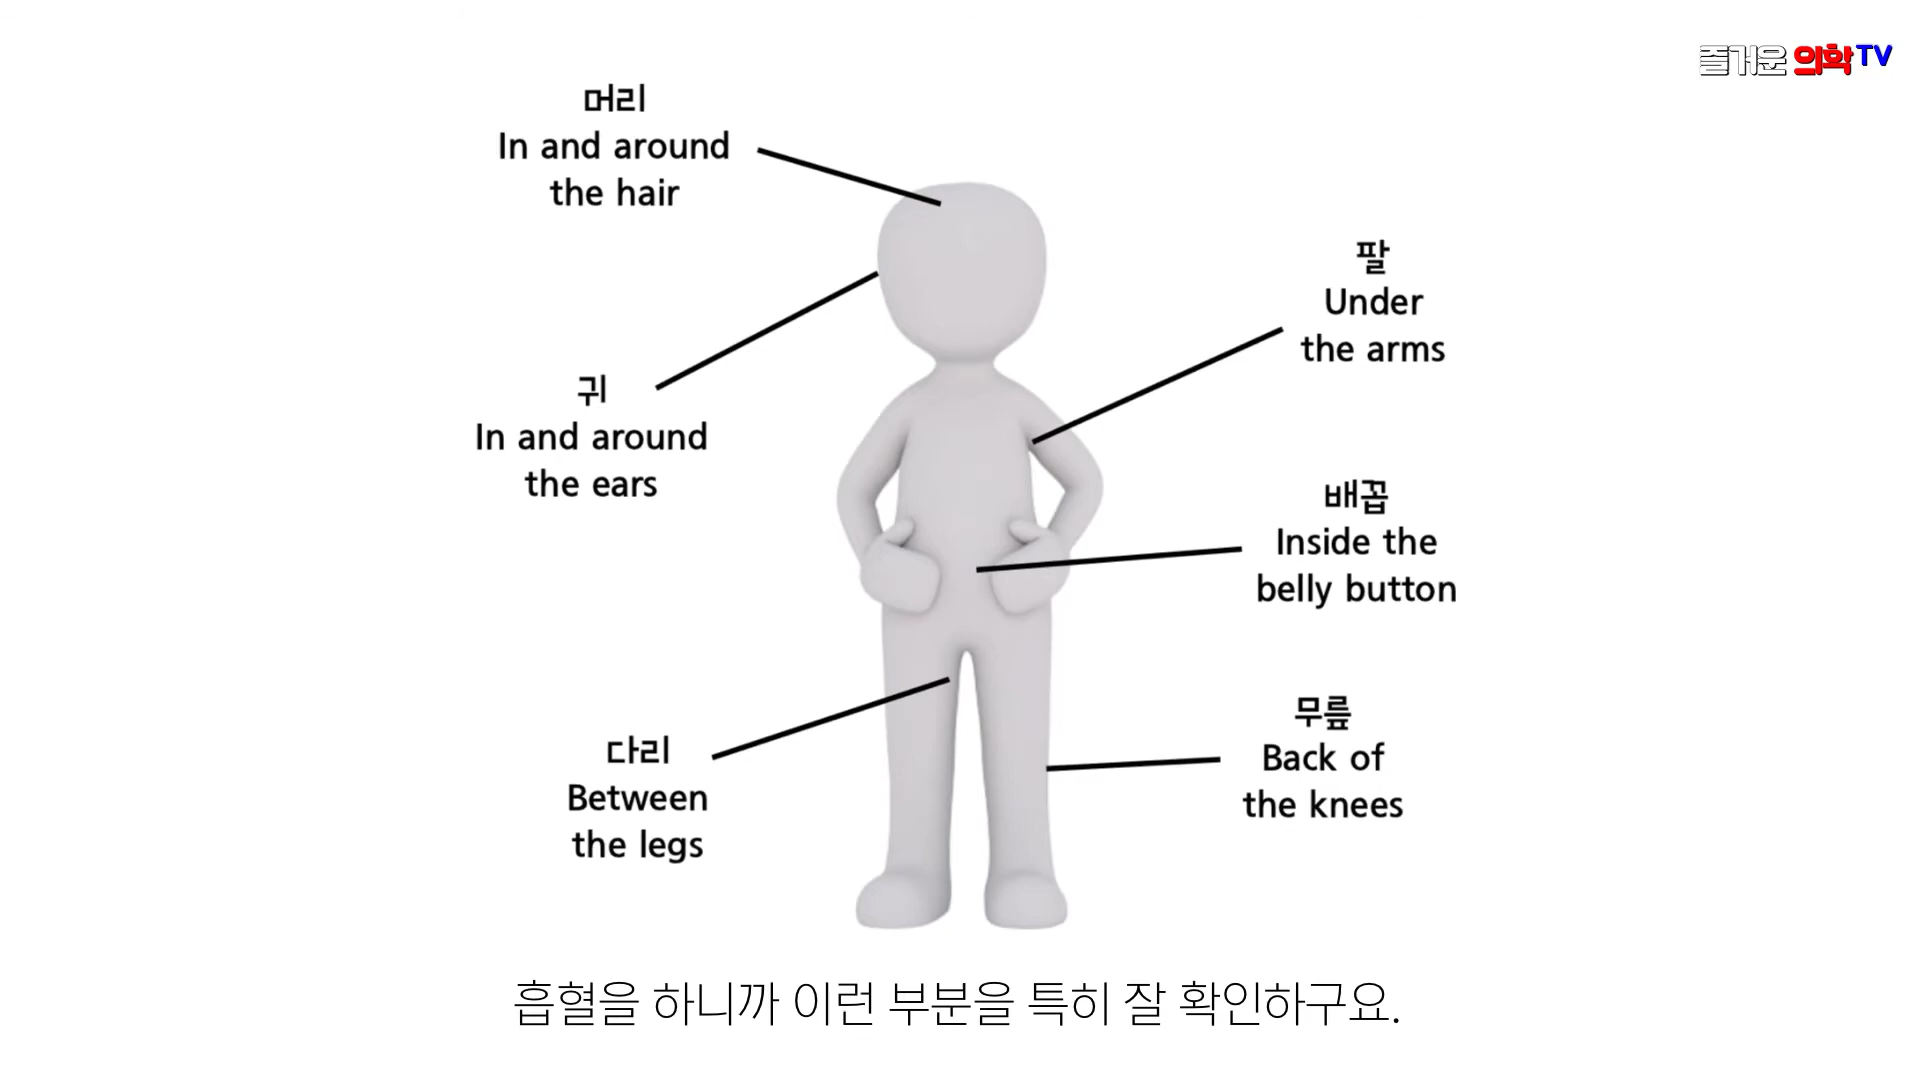 즐거운 의학TV
머리
In and around
the hair
팔
Under
the arms
귀
In and around
the ears
배꼽
Inside the
belly button
무릎
Back of
the knees
다리
Between
the legs
흡혈을 하니까 이런 부분을 특히 잘 확인하구요.